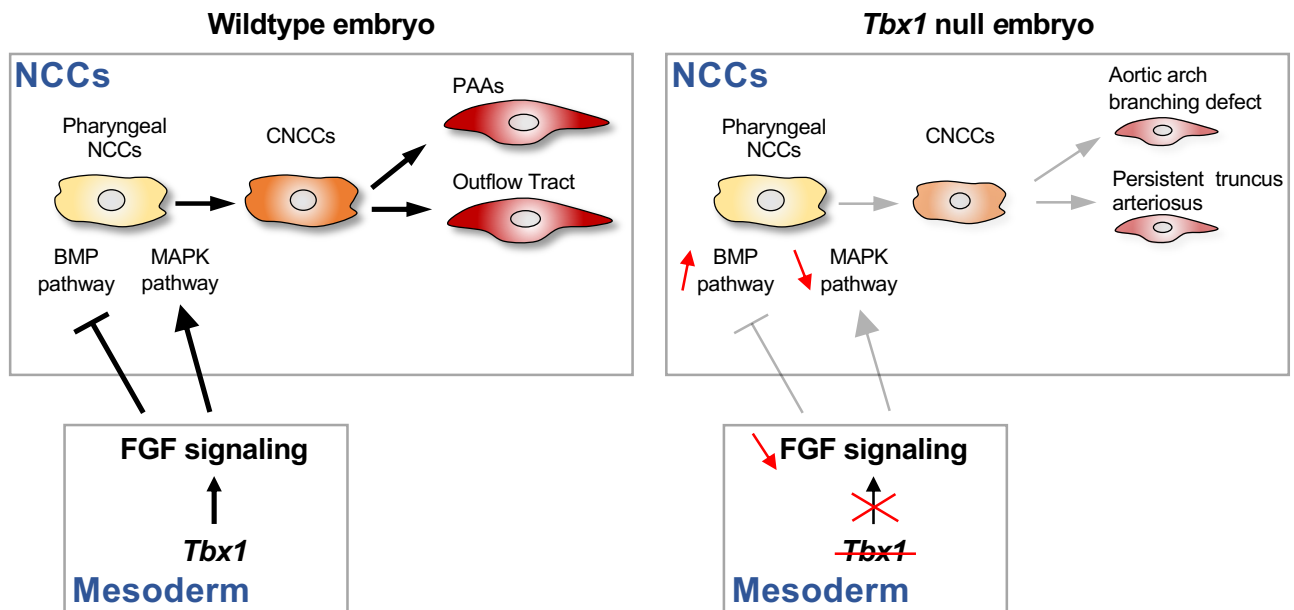 Wildtype embryo
NCCs
Pharyngeal
NCCs
CNCCs
PAAs
Outflow Tract
BMP
pathway
MAPK
pathway
FGF signaling
Tbx1
Mesoderm
Tbx1 null embryo
NCCs
Pharyngeal
NCCs
CNCCs
Aortic arch
branching defect
Persistent truncus
arteriosus
BMP
pathway
MAPK
pathway
FGF signaling
Tbx1
Mesoderm